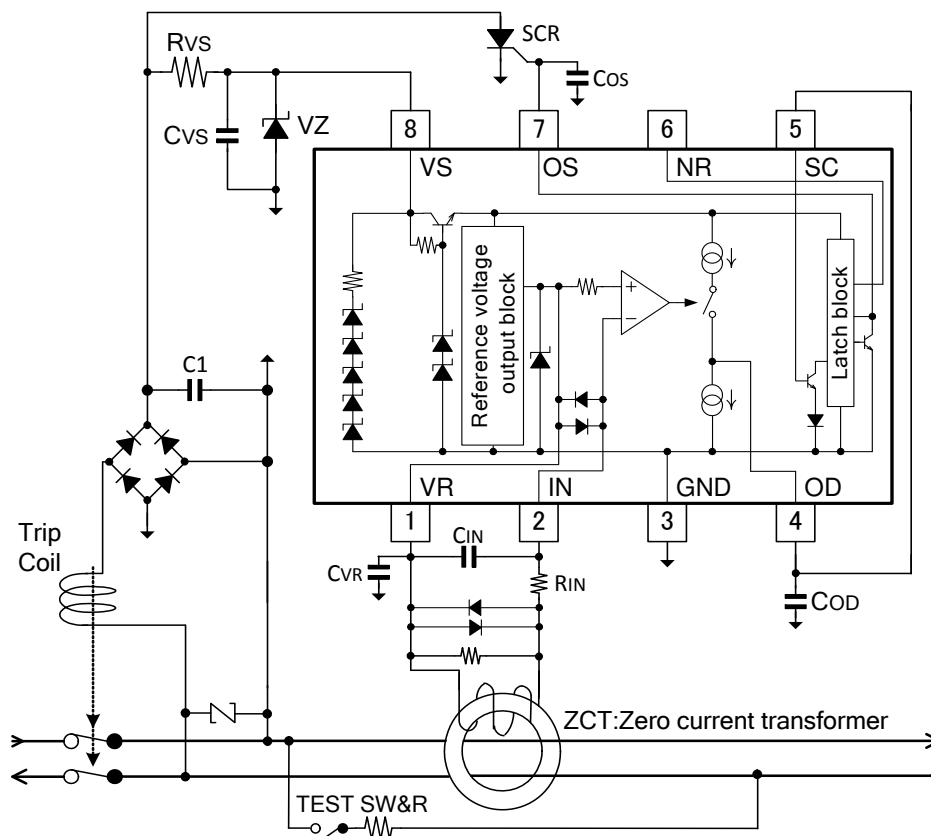 SCR
RVS
COS
CVS
VZ
8
7
6
5
VS
OS
NR
SC
Reference voltage
output block
+
−
Latch block
C1
VR
IN
GND
OD
1
2
3
4
Trip
Coil
CIN
CVR
RIN
COD
ZCT:Zero current transformer
TEST SW&R